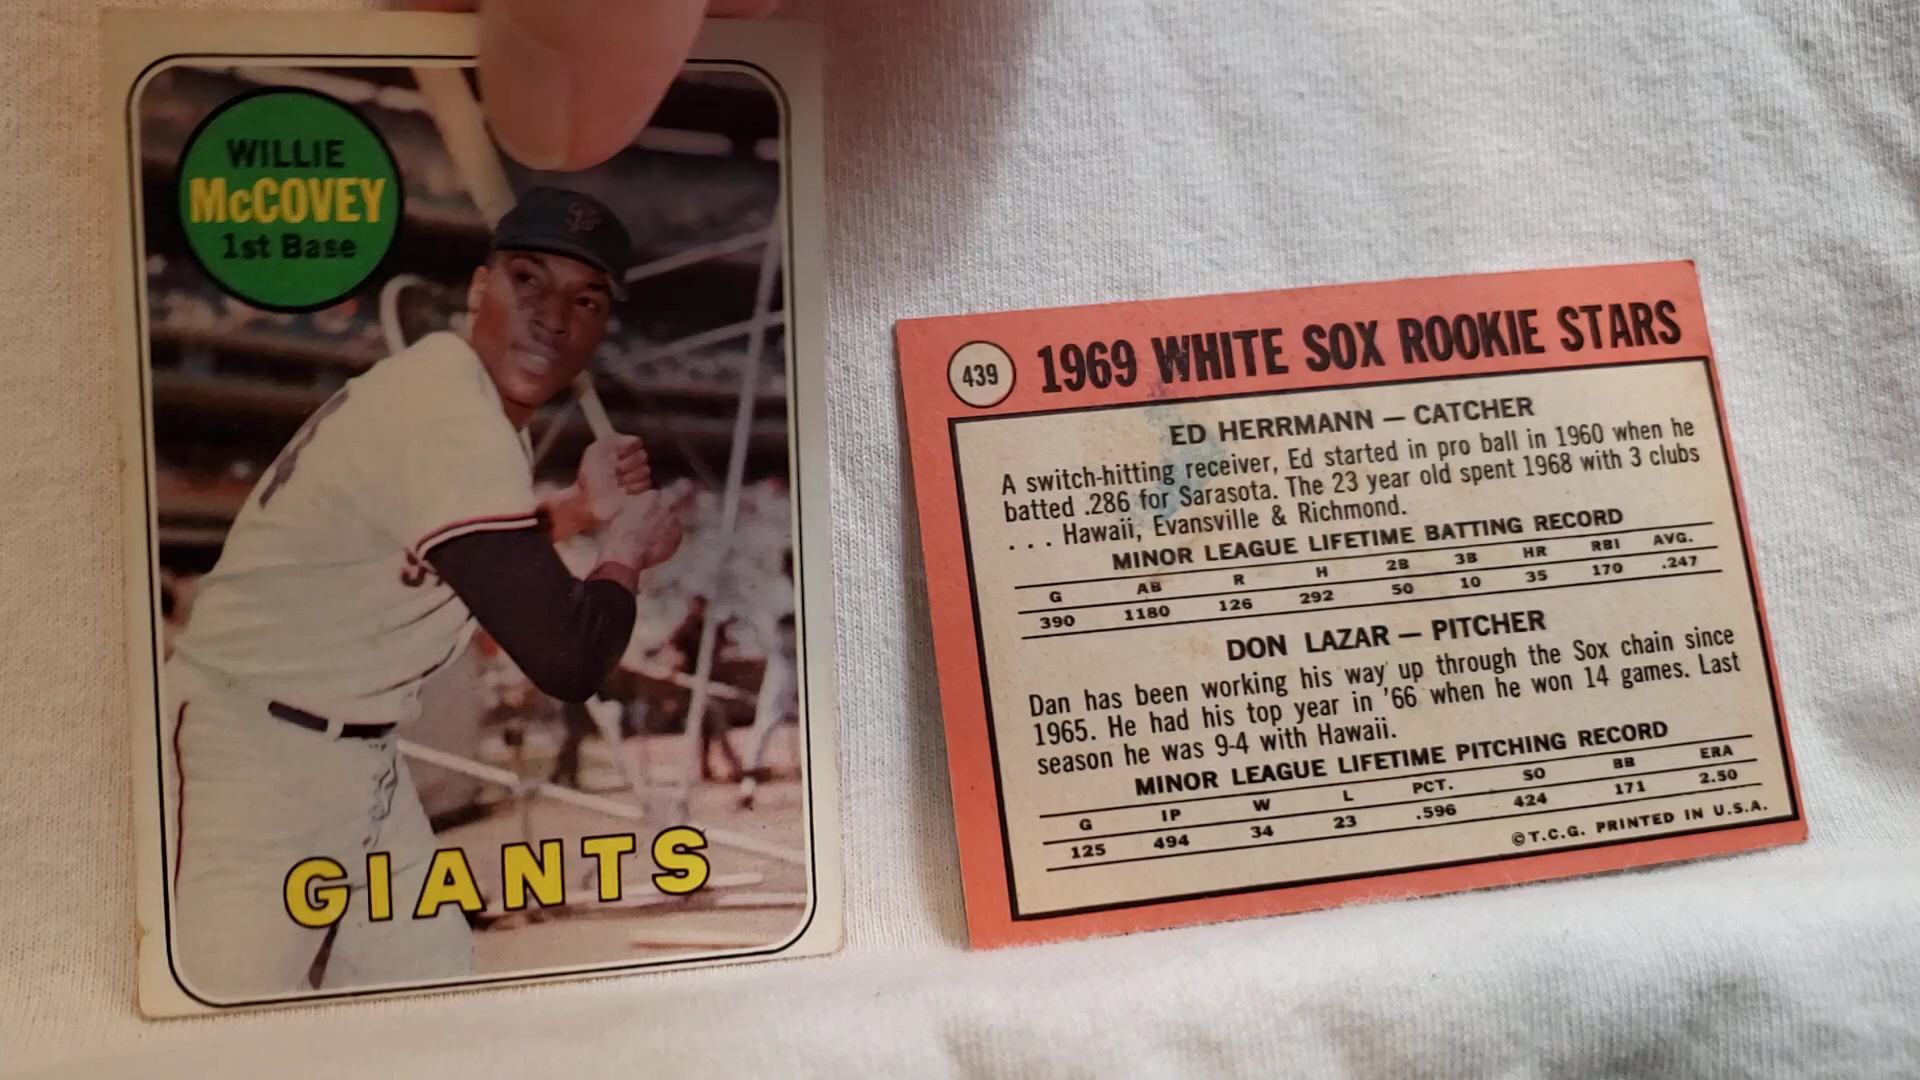 WILLIE
McCOVEY
1st Base
SF
GIANTS
439
1969 WHITE SOX ROOKIE STARS
ED HERRMANN — CATCHER
A switch-hitting receiver, Ed started in pro ball in 1960 when he
batted .286 for Sarasota. The 23 year old spent 1968 with 3 clubs
. . . Hawaii, Evansville & Richmond.
MINOR LEAGUE LIFETIME BATTING RECORD
G AB R H 2B 3B HR RBI AVG.
390 1180 126 292 50 10 35 170 .247
DON LAZAR — PITCHER
Dan has been working his way up through the Sox chain since
1965. He had his top year in '66 when he won 14 games. Last
season he was 9-4 with Hawaii.
MINOR LEAGUE LIFETIME PITCHING RECORD
G IP W L PCT. SO BB ERA
125 494 34 23 .596 424 171 2.50
©T.C.G. PRINTED IN U.S.A.